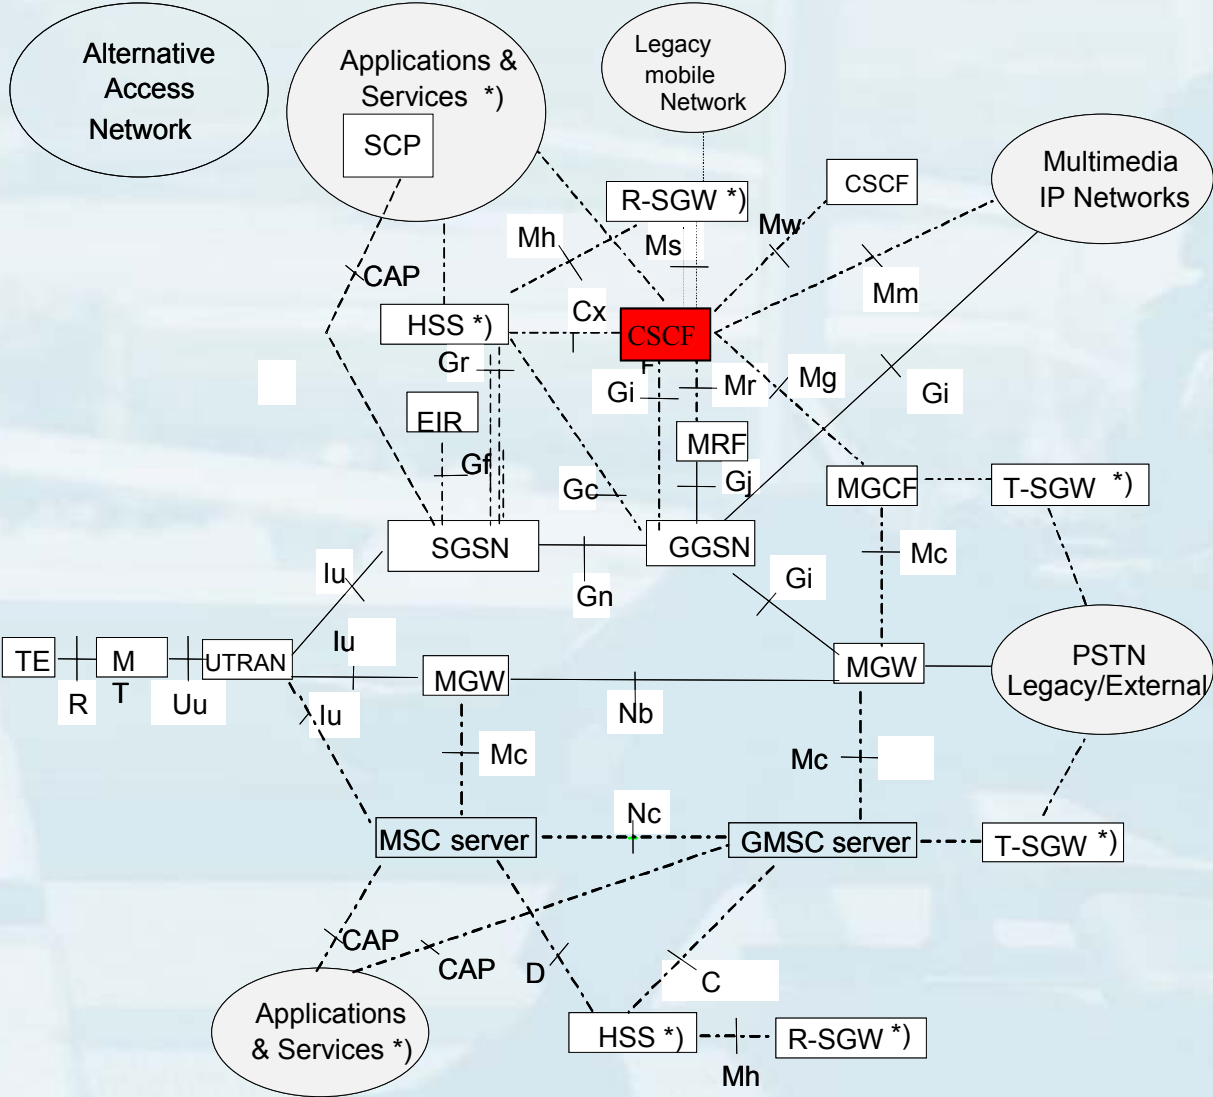 Alternative
Access
Network
Applications &
Services *)
SCP
Legacy
mobile
Network
Multimedia
IP Networks
CSCF
R-SGW *)
Mh
Ms
Mw
Mm
CAP
HSS *)
Cx
CSCF
F
Gr
Gi
Mr
Mg
Gi
EIR
Gf
MRF
Gc
Gj
MGCF
T-SGW *)
SGSN
GGSN
Mc
Iu
Gn
Gi
TE
M
T
UTRAN
Iu
MGW
MGW
PSTN
Legacy/External
R
Uu
Iu
Nb
Mc
Mc
Nc
MSC server
GMSC server
T-SGW *)
CAP
CAP
D
C
Applications
& Services *)
HSS *)
R-SGW *)
Mh